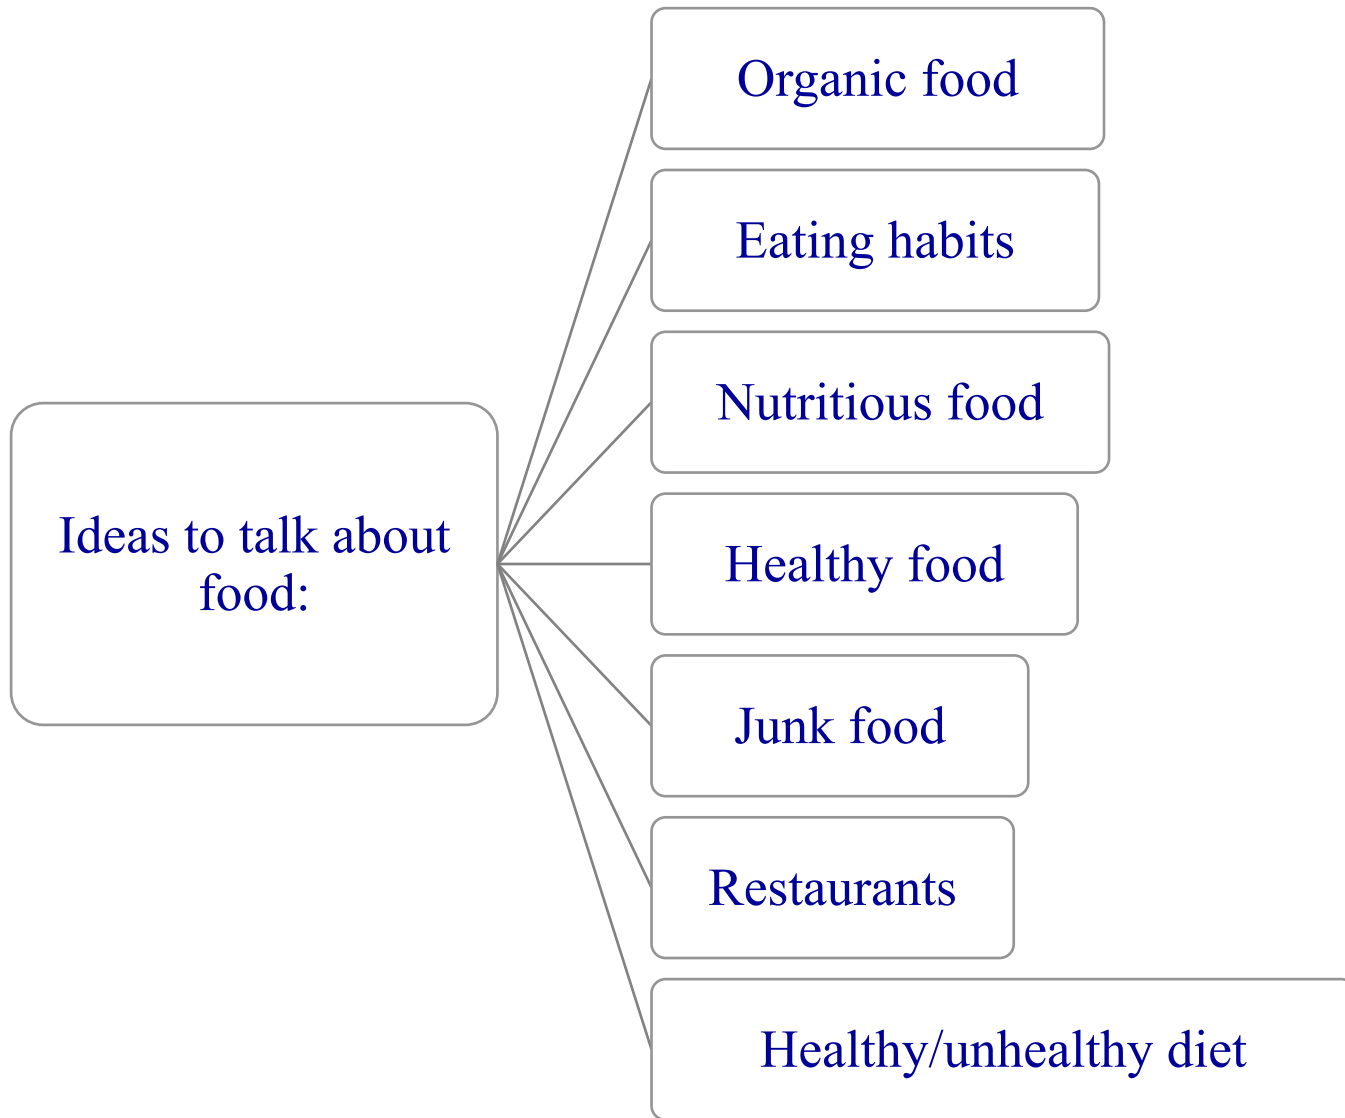 Organic food
Eating habits
Nutritious food
Ideas to talk about
food:
Healthy food
Junk food
Restaurants
Healthy/unhealthy diet